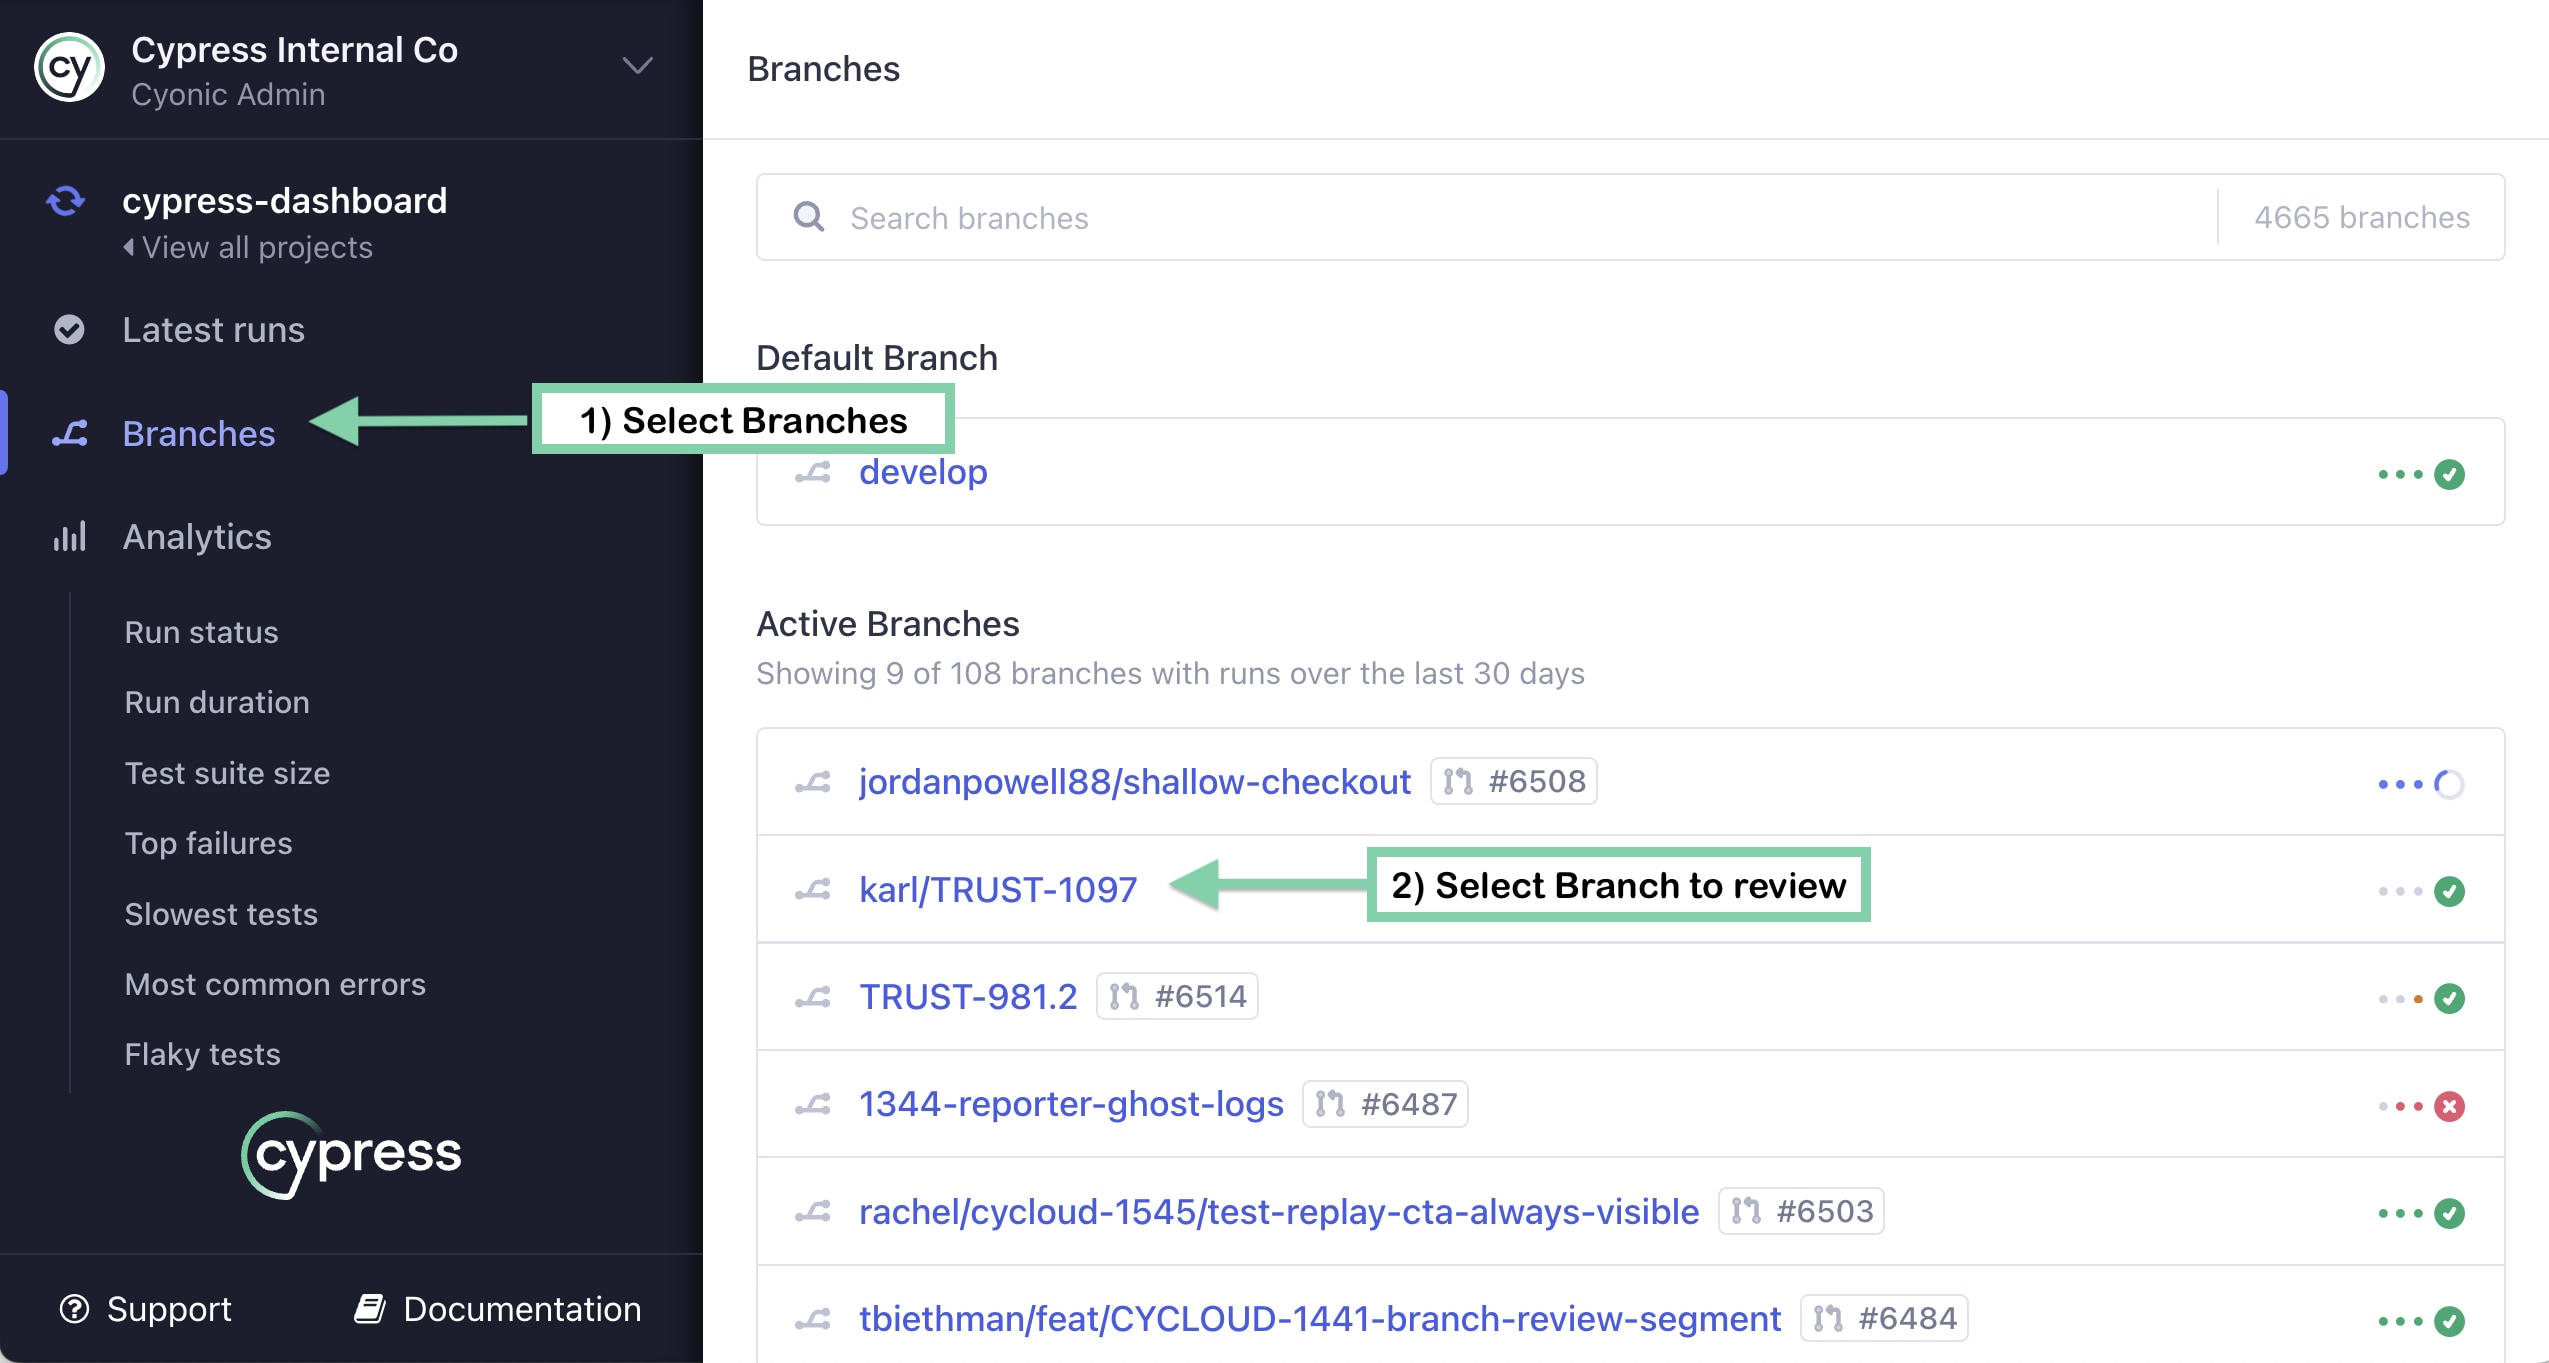 cy
Cypress Internal Co
Cyonic Admin
cypress-dashboard
View all projects
Latest runs
Branches
Analytics
Run status
Run duration
Test suite size
Top failures
Slowest tests
Most common errors
Flaky tests
cypress
Support
Documentation
Branches
Search branches
4665 branches
Default Branch
1) Select Branches
develop
Active Branches
Showing 9 of 108 branches with runs over the last 30 days
jordanpowell88/shallow-checkout #6508
karl/TRUST-1097
2) Select Branch to review
TRUST-981.2 #6514
1344-reporter-ghost-logs #6487
rachel/cycloud-1545/test-replay-cta-always-visible #6503
tbiethman/feat/CYCLOUD-1441-branch-review-segment #6484